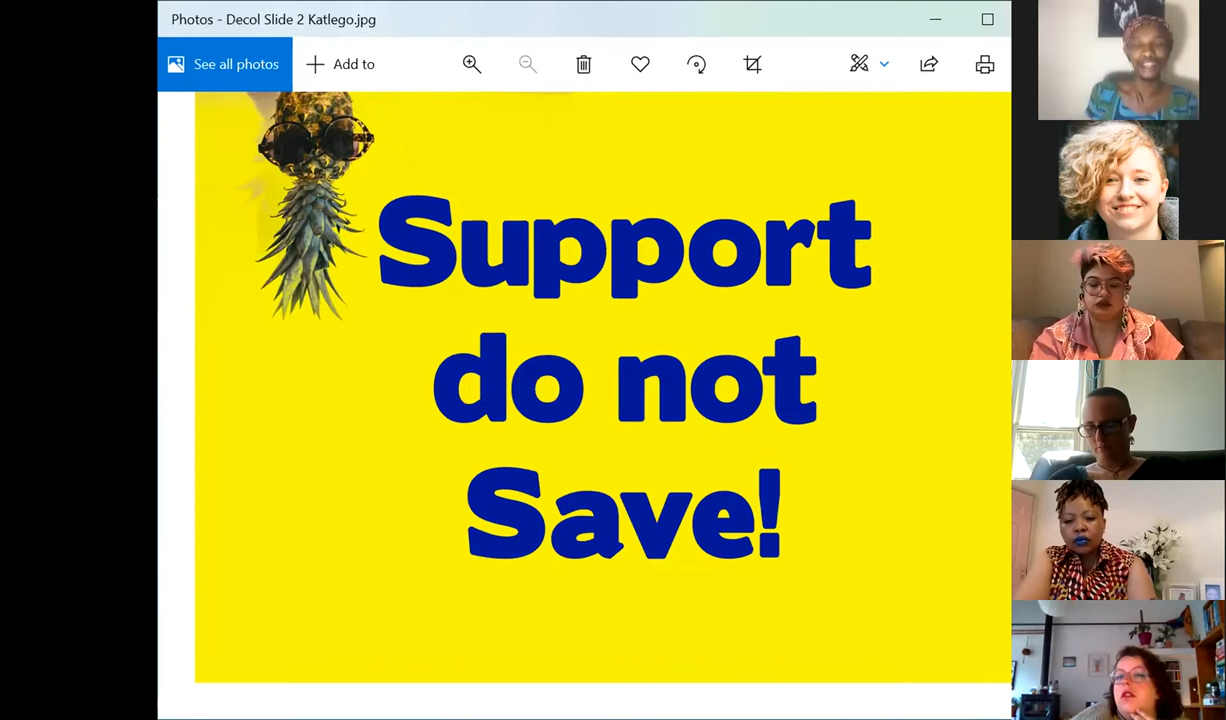 Photos - Decol Slide 2 Katlego.jpg
See all photos
Add to
Support
do not
Save!